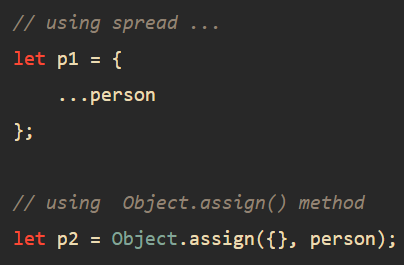 // using spread ...
let p1 = {
    ...person
};

// using  Object.assign() method
let p2 = Object.assign({}, person);